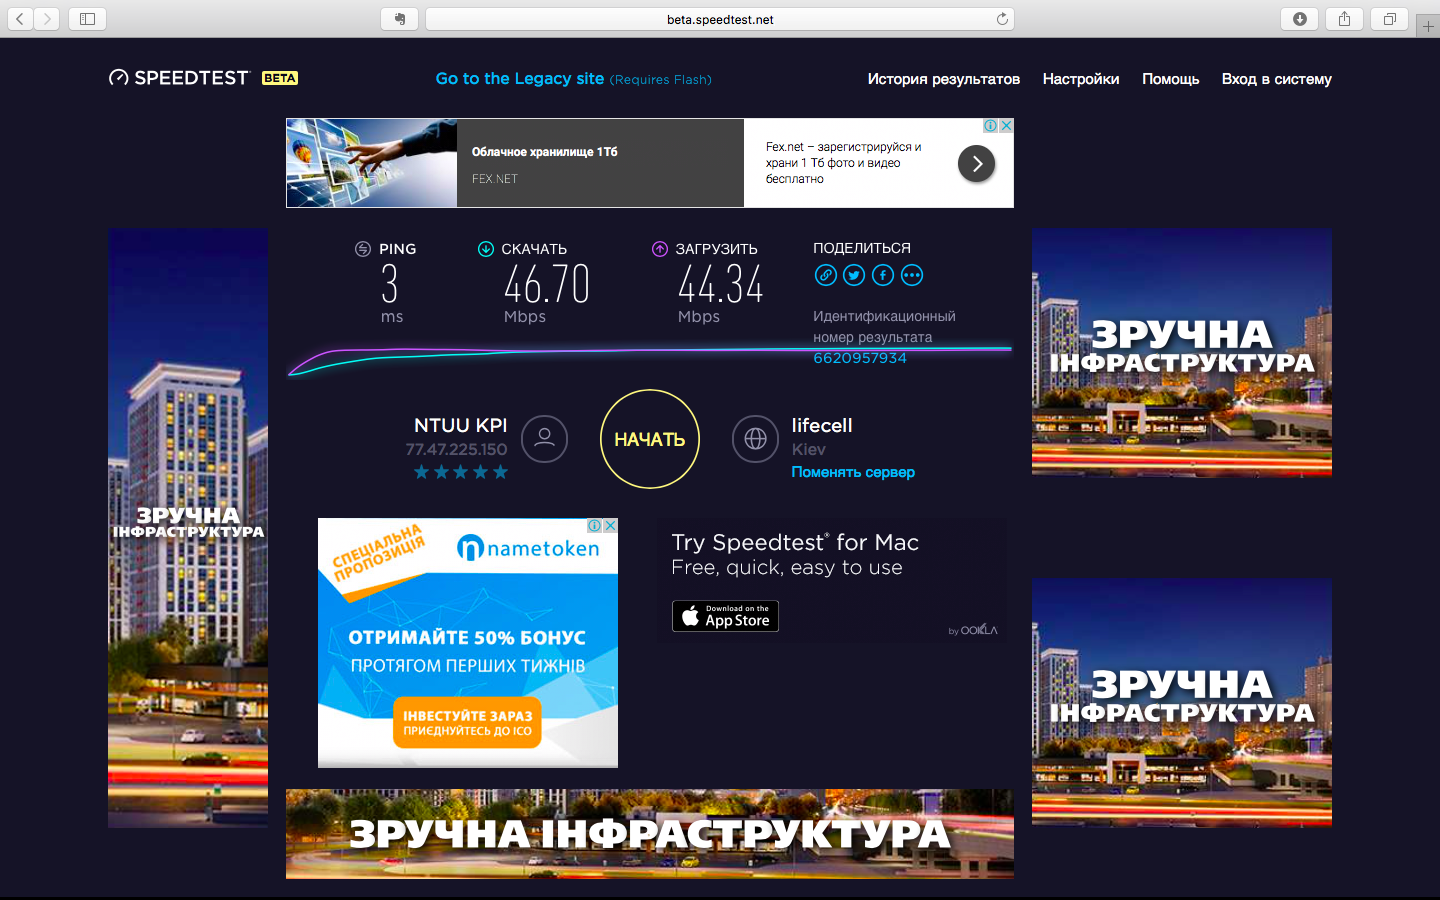 beta.speedtest.net
SPEEDTEST BETA
Go to the Legacy site (Requires Flash)
История результатов Настройки Помощь Вход в систему
Облачное хранилище 1Тб
FEX.NET
Fex.net – зарегистрируйся и
храни 1 Тб фото и видео
бесплатно
PING
3
ms
СКАЧАТЬ
46.70
Mbps
ЗАГРУЗИТЬ
44.34
Mbps
ПОДЕЛИТЬСЯ
Идентификационный
номер результата
6620957934
NTUU KPI
77.47.225.150
НАЧАТЬ
lifecell
Kiev
Поменять сервер
ЗРУЧНА
ІНФРАСТРУКТУРА
ЗРУЧНА
ІНФРАСТРУКТУРА
СПЕЦІАЛЬНА
ПРОПОЗИЦІЯ
nametoken
ОТРИМАЙТЕ 50% БОНУС
ПРОТЯГОМ ПЕРШИХ ТИЖНІВ
ІНВЕСТУЙТЕ ЗАРАЗ
ПРИЄДНУЙТЕСЬ ДО ICO
Try Speedtest® for Mac
Free, quick, easy to use
Download on the
App Store
by OOKLA
ЗРУЧНА
ІНФРАСТРУКТУРА
ЗРУЧНА ІНФРАСТРУКТУРА